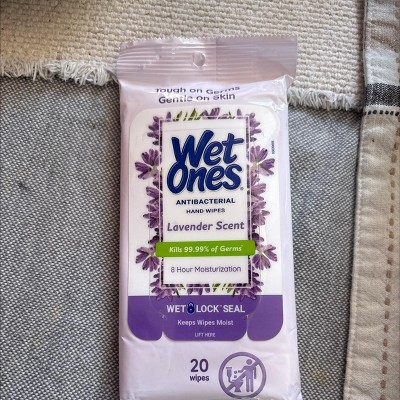 Tough on Germs
Gentle on Skin
Wet
Ones®
ANTIBACTERIAL
HAND WIPES
Lavender Scent
Kills 99.99% of Germs*
8 Hour Moisturization
WET LOCK™ SEAL
Keeps Wipes Moist
LIFT HERE
20
wipes